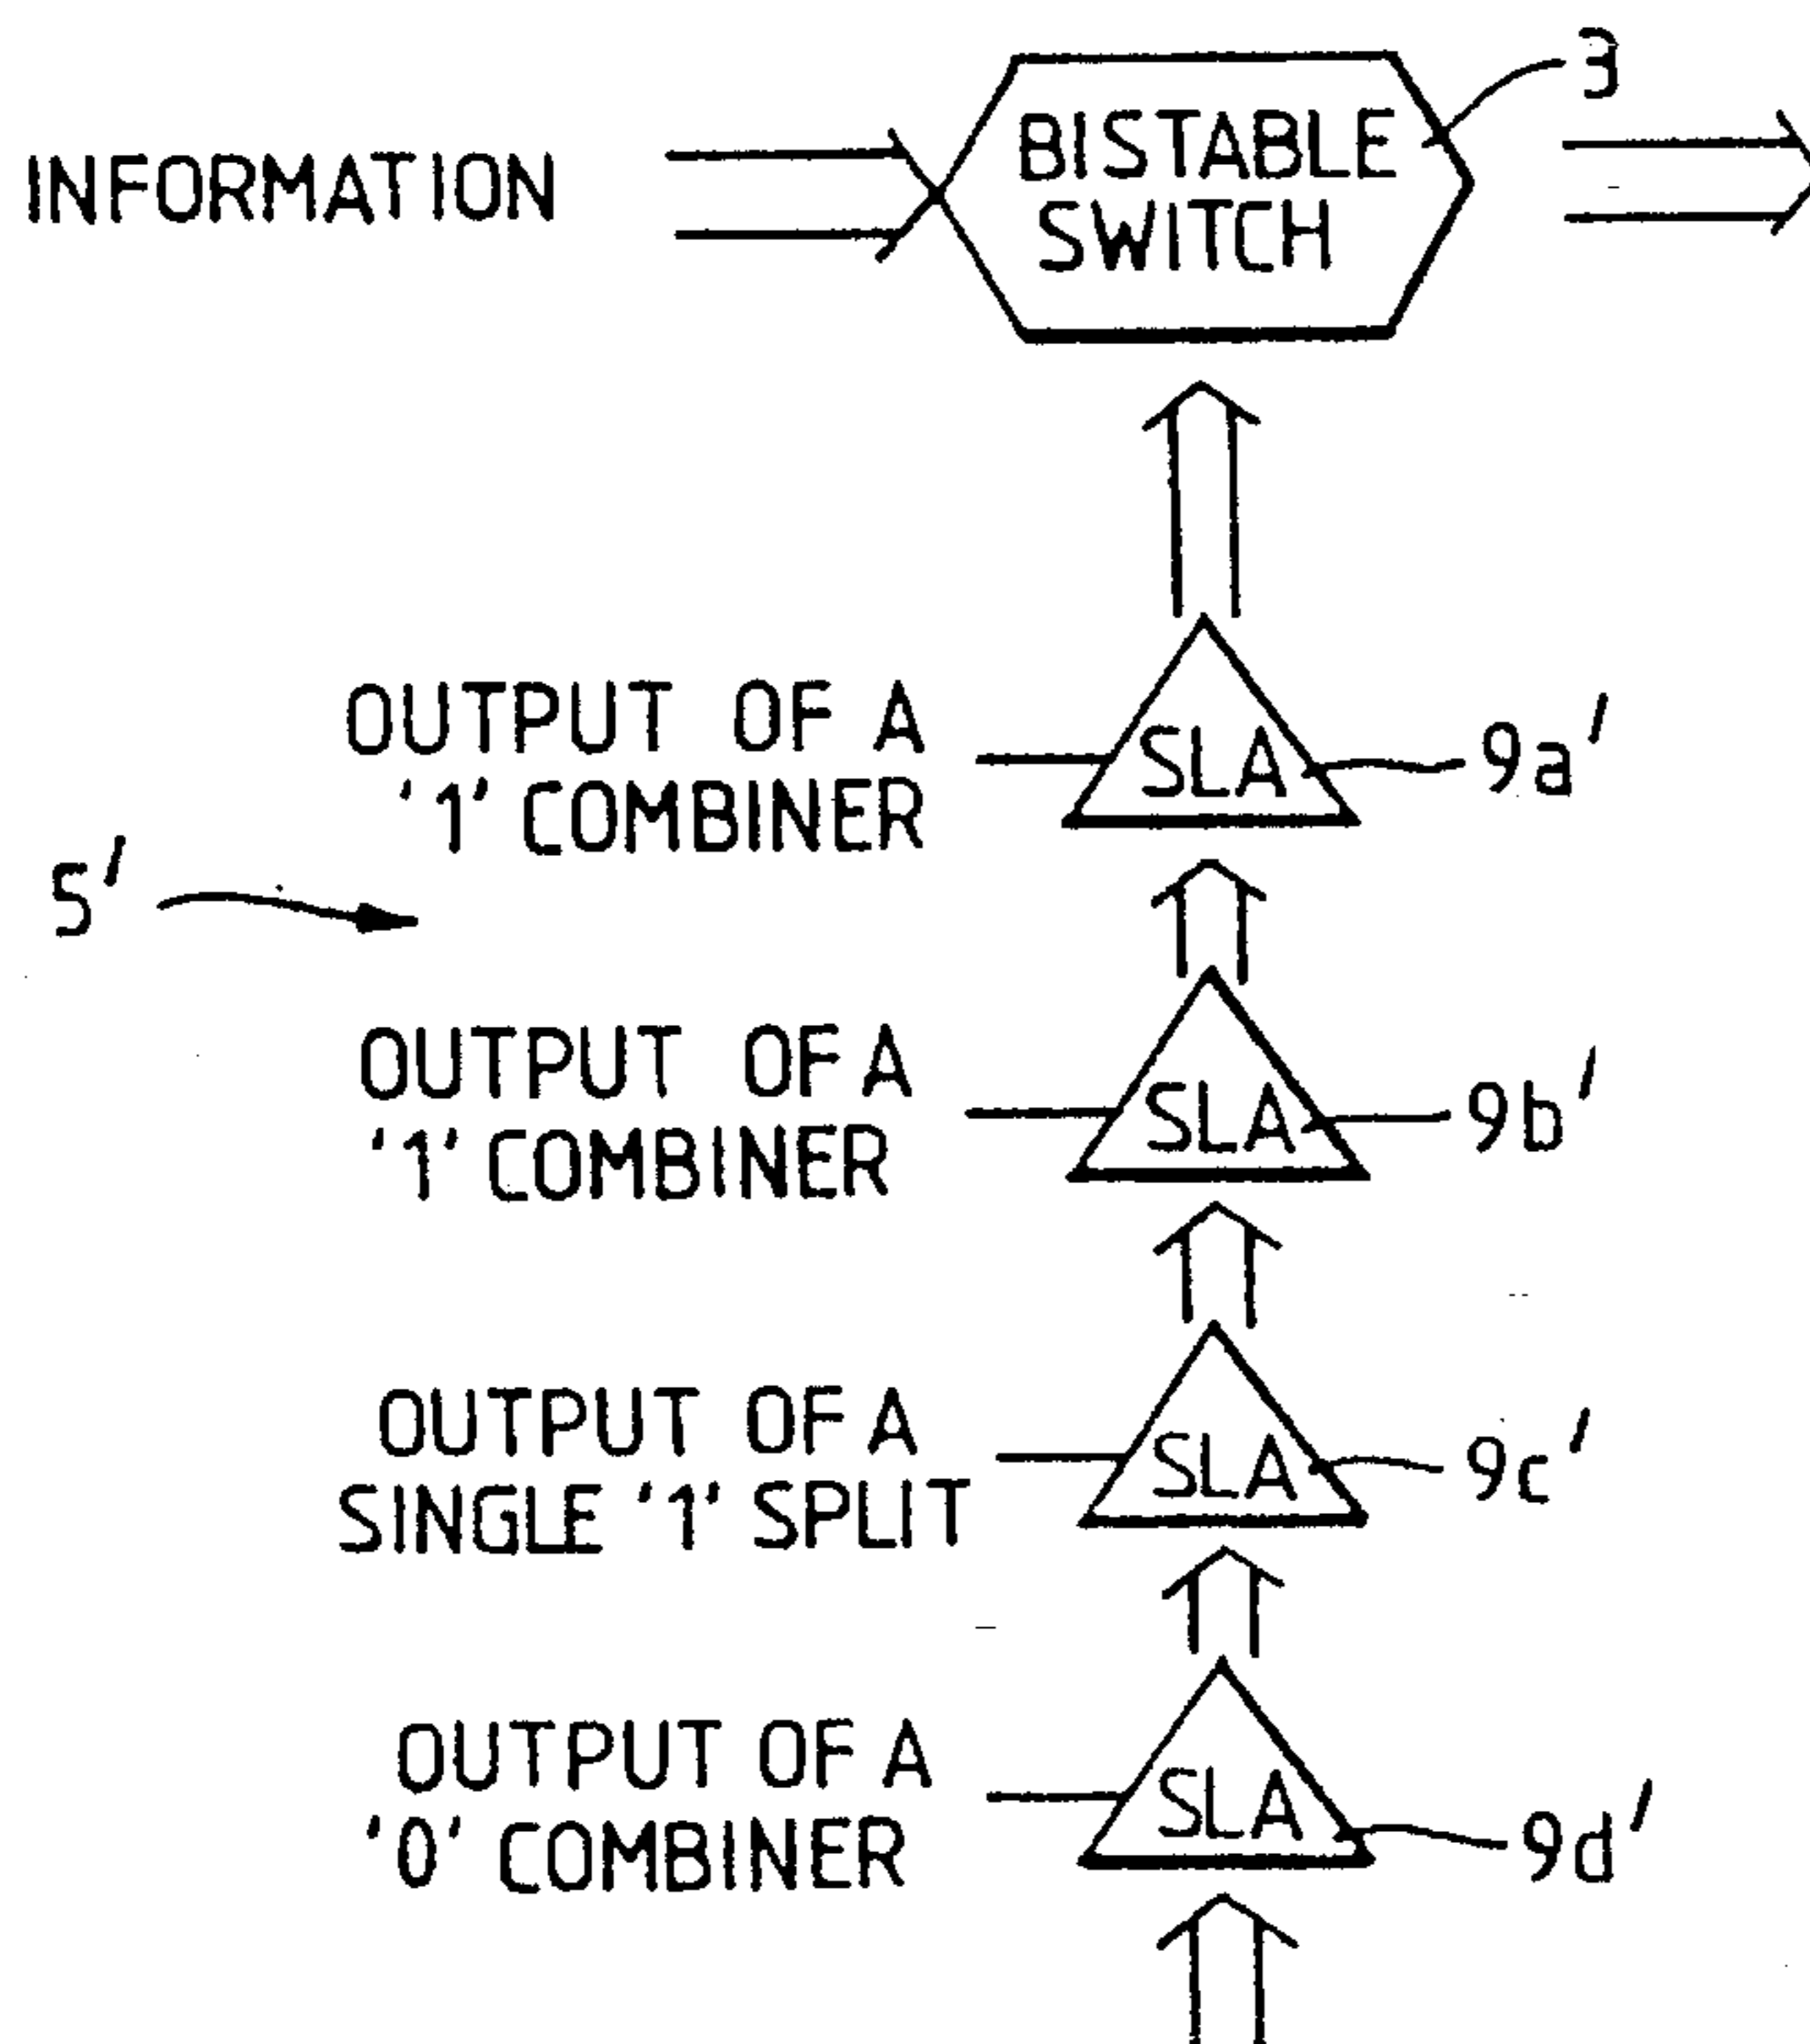 3
INFORMATION
BISTABLE
SWITCH
OUTPUT OF A
'1' COMBINER
SLA
9a'
5'
OUTPUT OF A
'1' COMBINER
SLA
9b'
OUTPUT OF A
SINGLE '1' SPLIT
SLA
9c'
OUTPUT OF A
'0' COMBINER
SLA
9d'